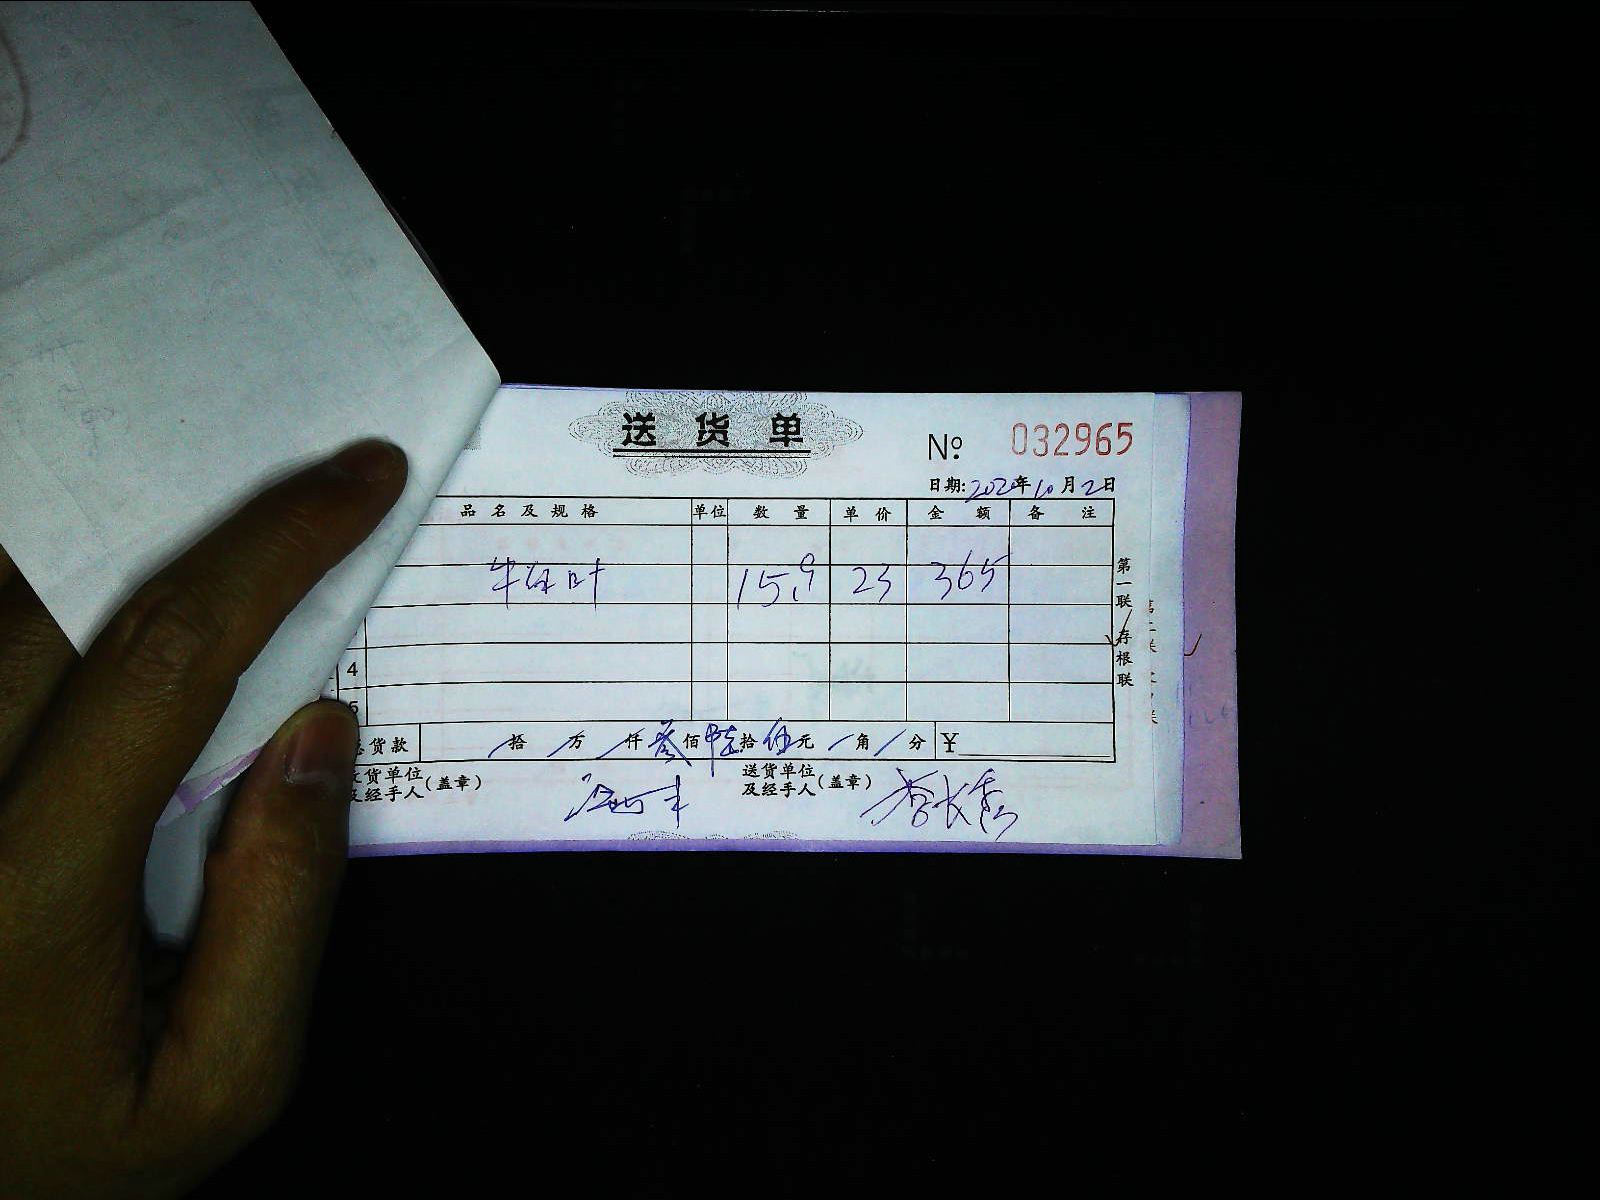 送货单
No. 032965
日期:2020年10月2日
品名及规格 单位 数量 单价 金额 备注
牛百叶 15.9 23 365
4
5
货款 拾 万 仟 叁佰 陆拾 伍元 角 分 ¥
货单位及经手人(盖章)
送货单位及经手人(盖章)
第一联 存根联